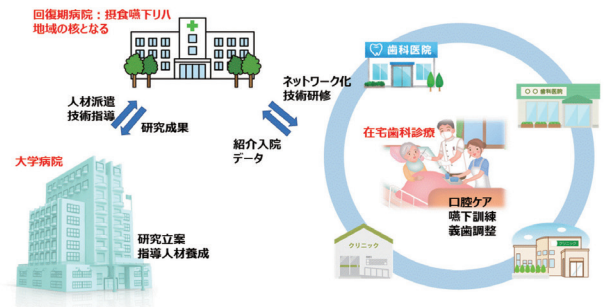 回復期病院：摂食嚥下リハ
地域の核となる
人材派遣
技術指導
研究成果
ネットワーク化
技術研修
紹介入院
データ
大学病院
研究立案
指導人材養成
歯科医院
〇〇歯科医院
在宅歯科診療
口腔ケア
嚥下訓練
義歯調整
クリニック